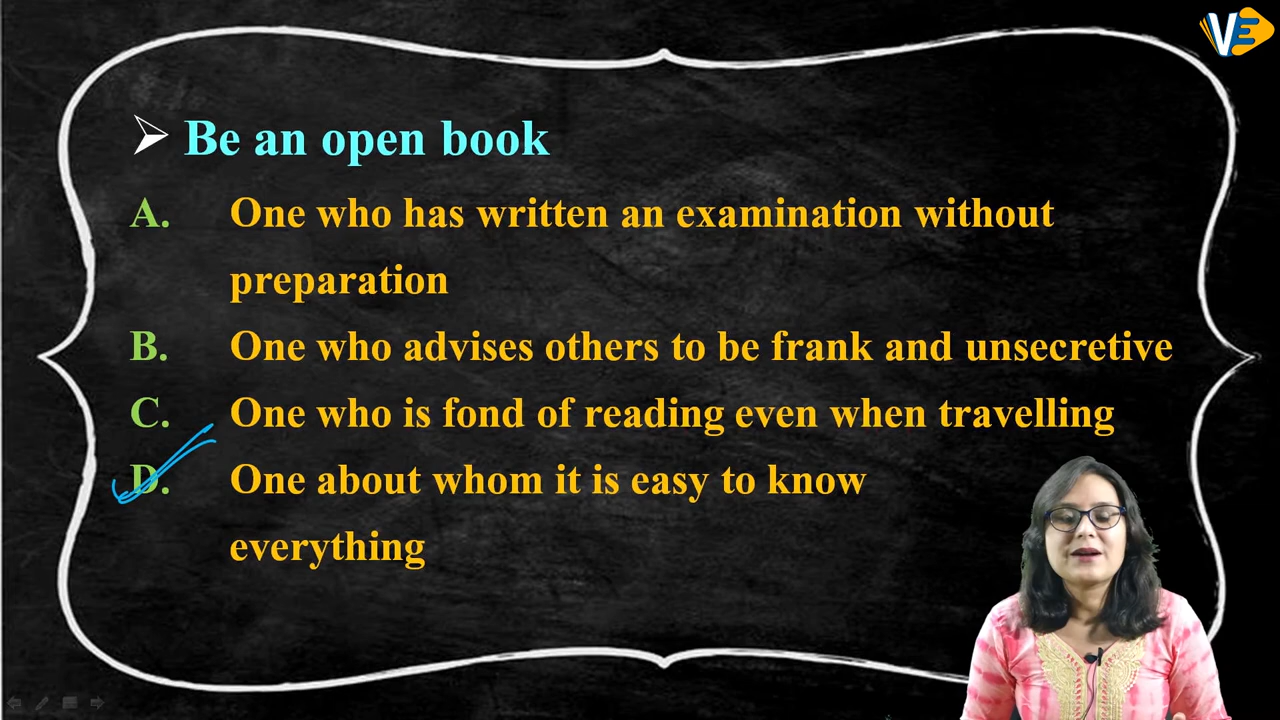 VE
Be an open book
A. One who has written an examination without
preparation
B. One who advises others to be frank and unsecretive
C. One who is fond of reading even when travelling
D. One about whom it is easy to know
everything